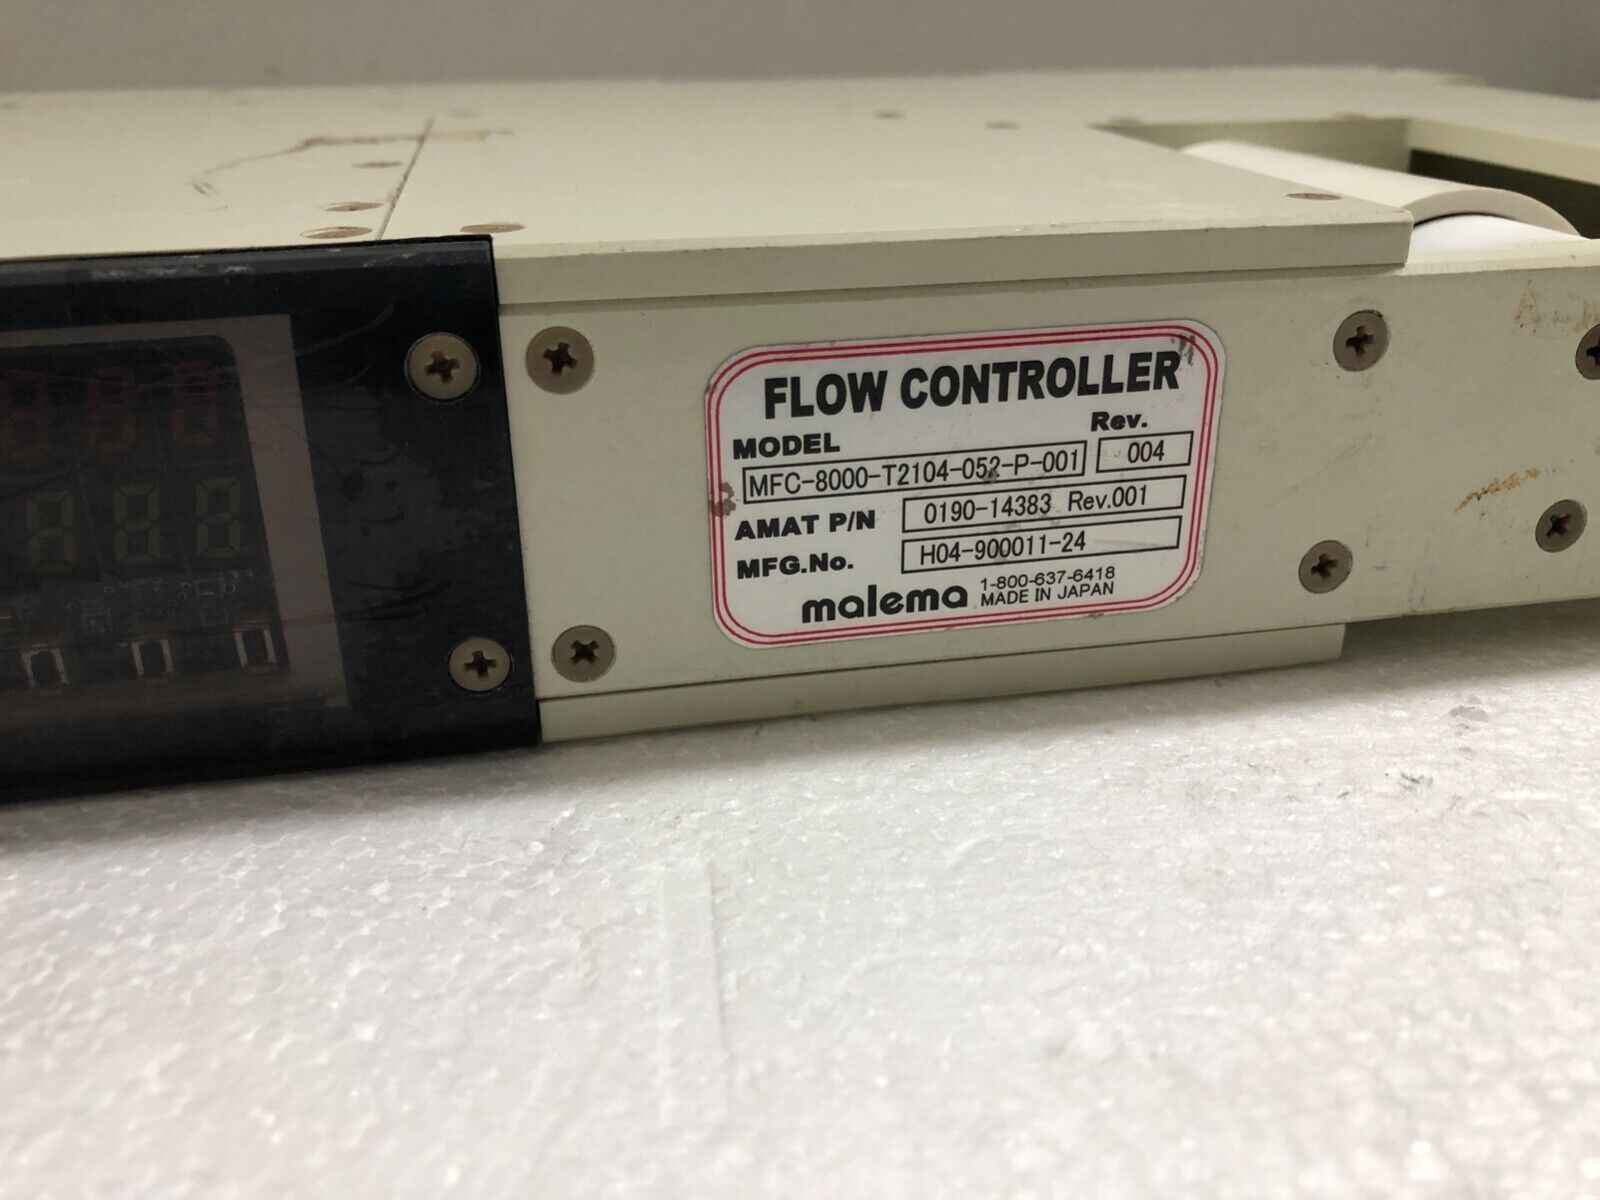 FLOW CONTROLLER
MODEL Rev.
MFC-8000-T2104-052-P-001 004
AMAT P/N 0190-14383 Rev.001
MFG.No. H04-900011-24
malema 1-800-637-6418
MADE IN JAPAN